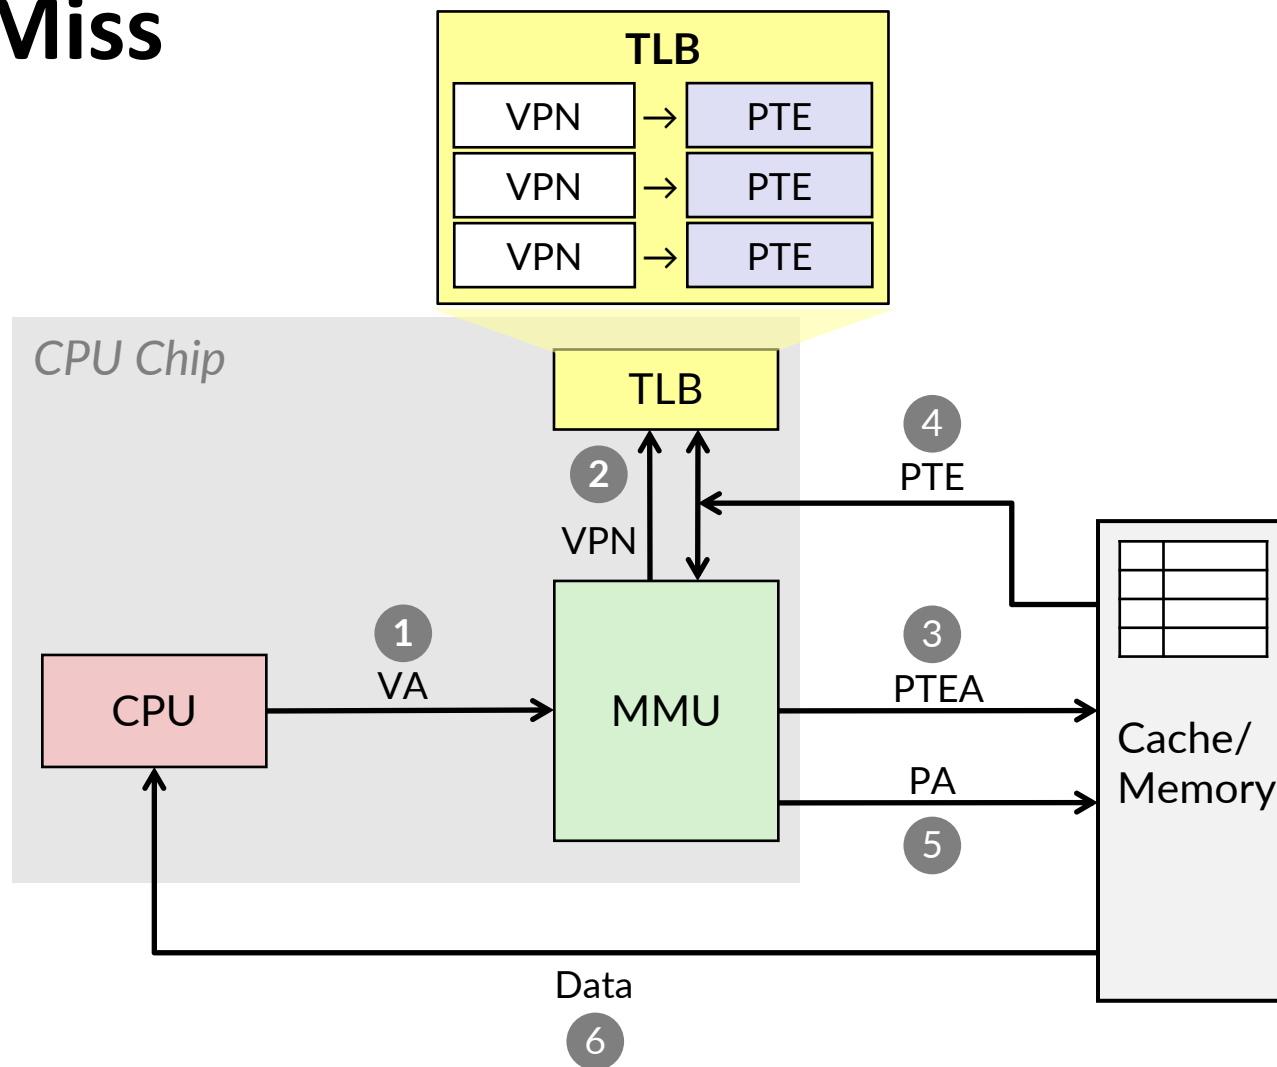 Miss
TLB
VPN → PTE
VPN → PTE
VPN → PTE
CPU Chip
TLB
4
PTE
2
VPN
1
VA
3
PTEA
CPU
MMU
Cache/
Memory
PA
5
Data
6